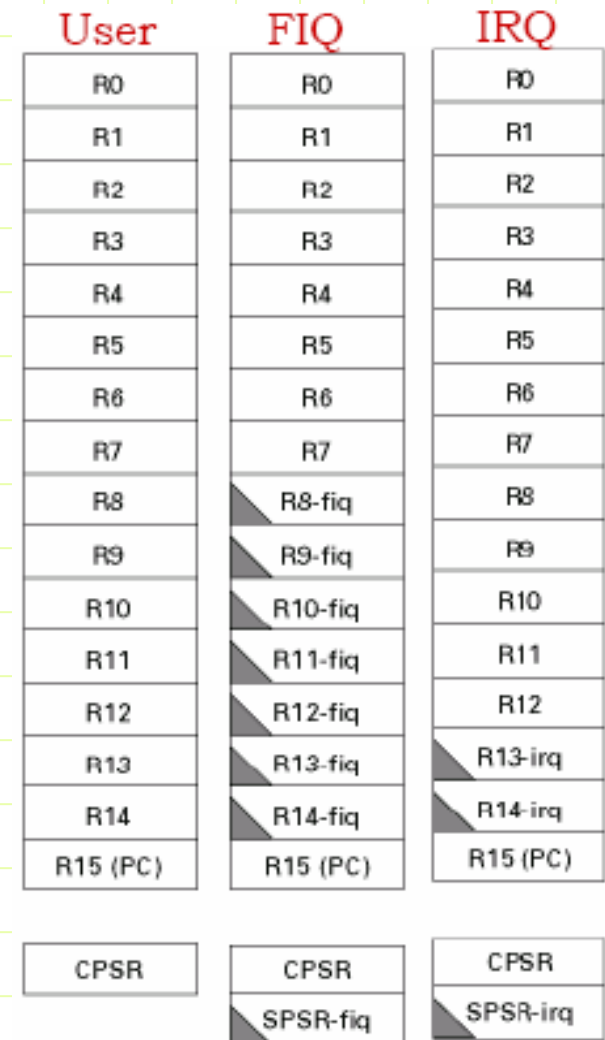 User FIQ IRQ
R0 R0 R0
R1 R1 R1
R2 R2 R2
R3 R3 R3
R4 R4 R4
R5 R5 R5
R6 R6 R6
R7 R7 R7
R8 R8-fiq R8
R9 R9-fiq R9
R10 R10-fiq R10
R11 R11-fiq R11
R12 R12-fiq R12
R13 R13-fiq R13-irq
R14 R14-fiq R14-irq
R15 (PC) R15 (PC) R15 (PC)
CPSR CPSR CPSR
SPSR-fiq SPSR-irq